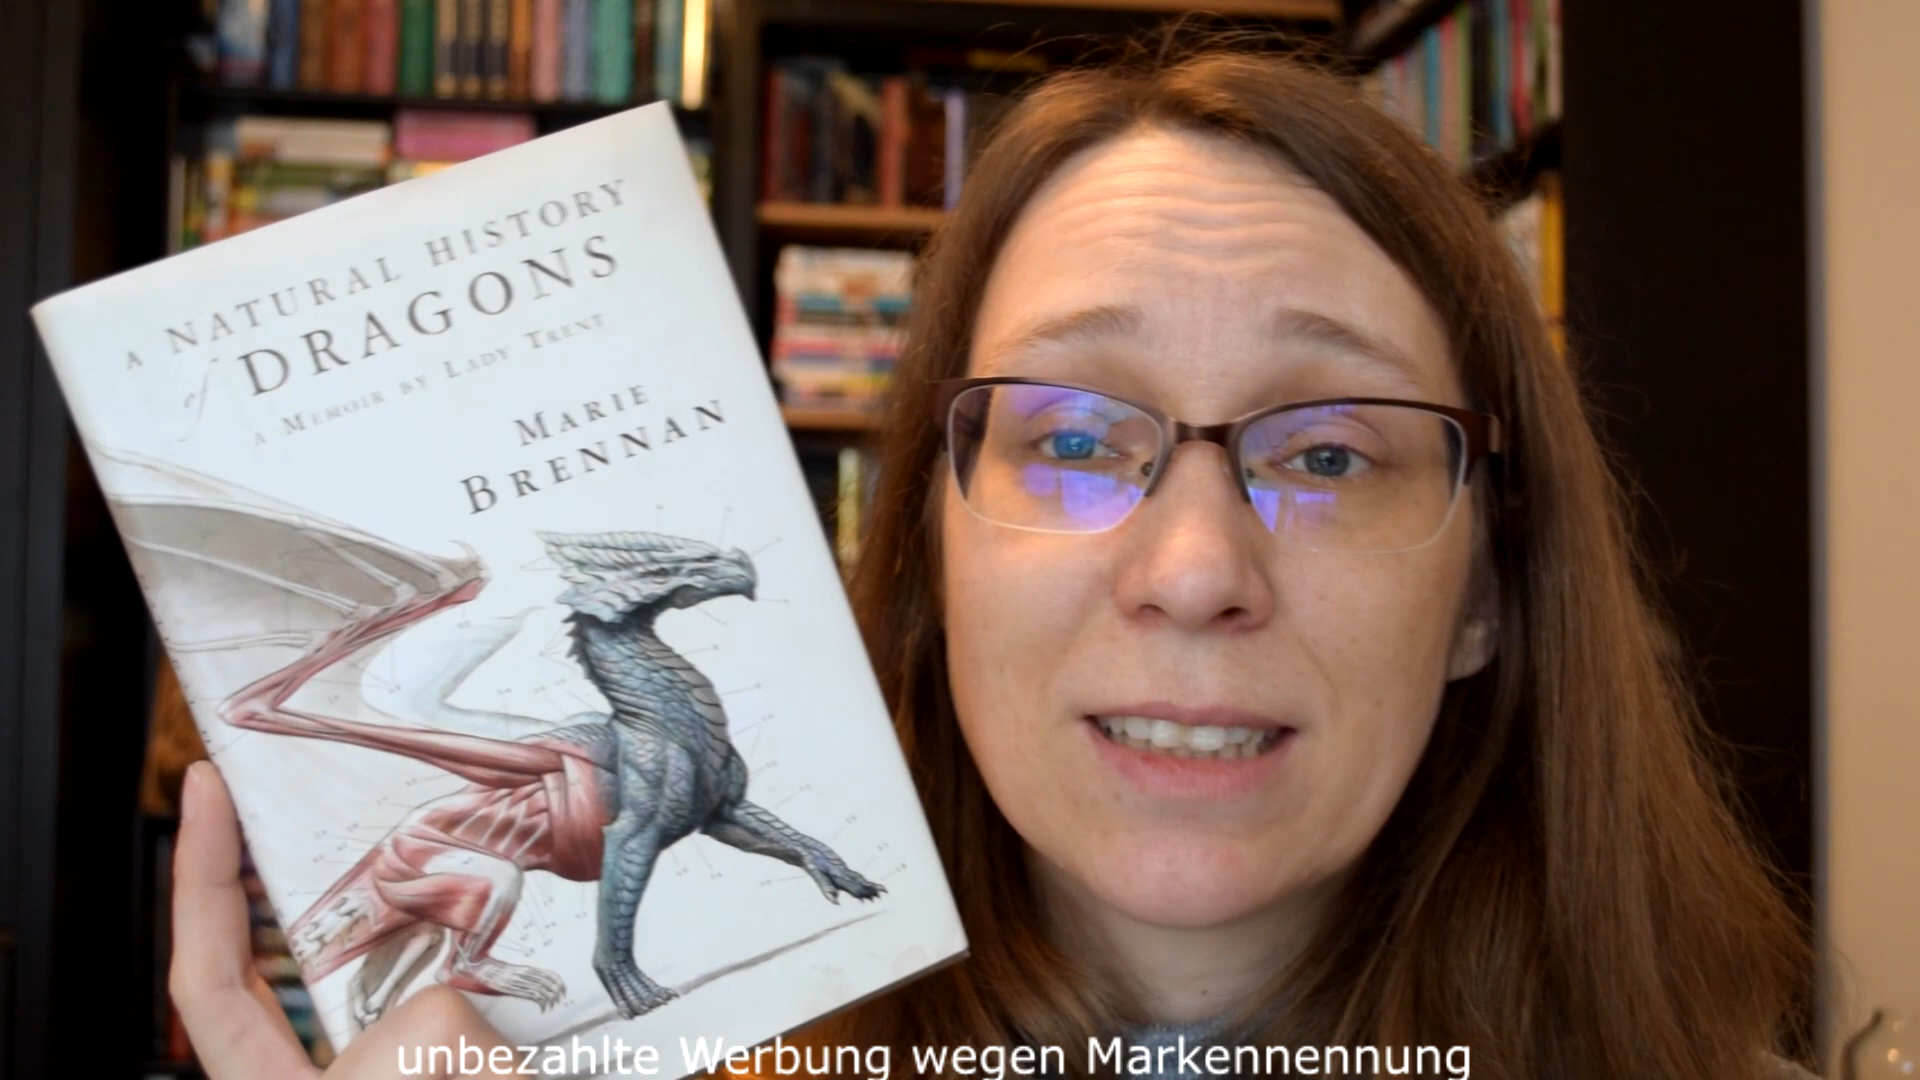 A NATURAL HISTORY
of DRAGONS
A MEMOIR BY LADY TRENT
MARIE
BRENNAN
unbezahlte Werbung wegen Markennennung